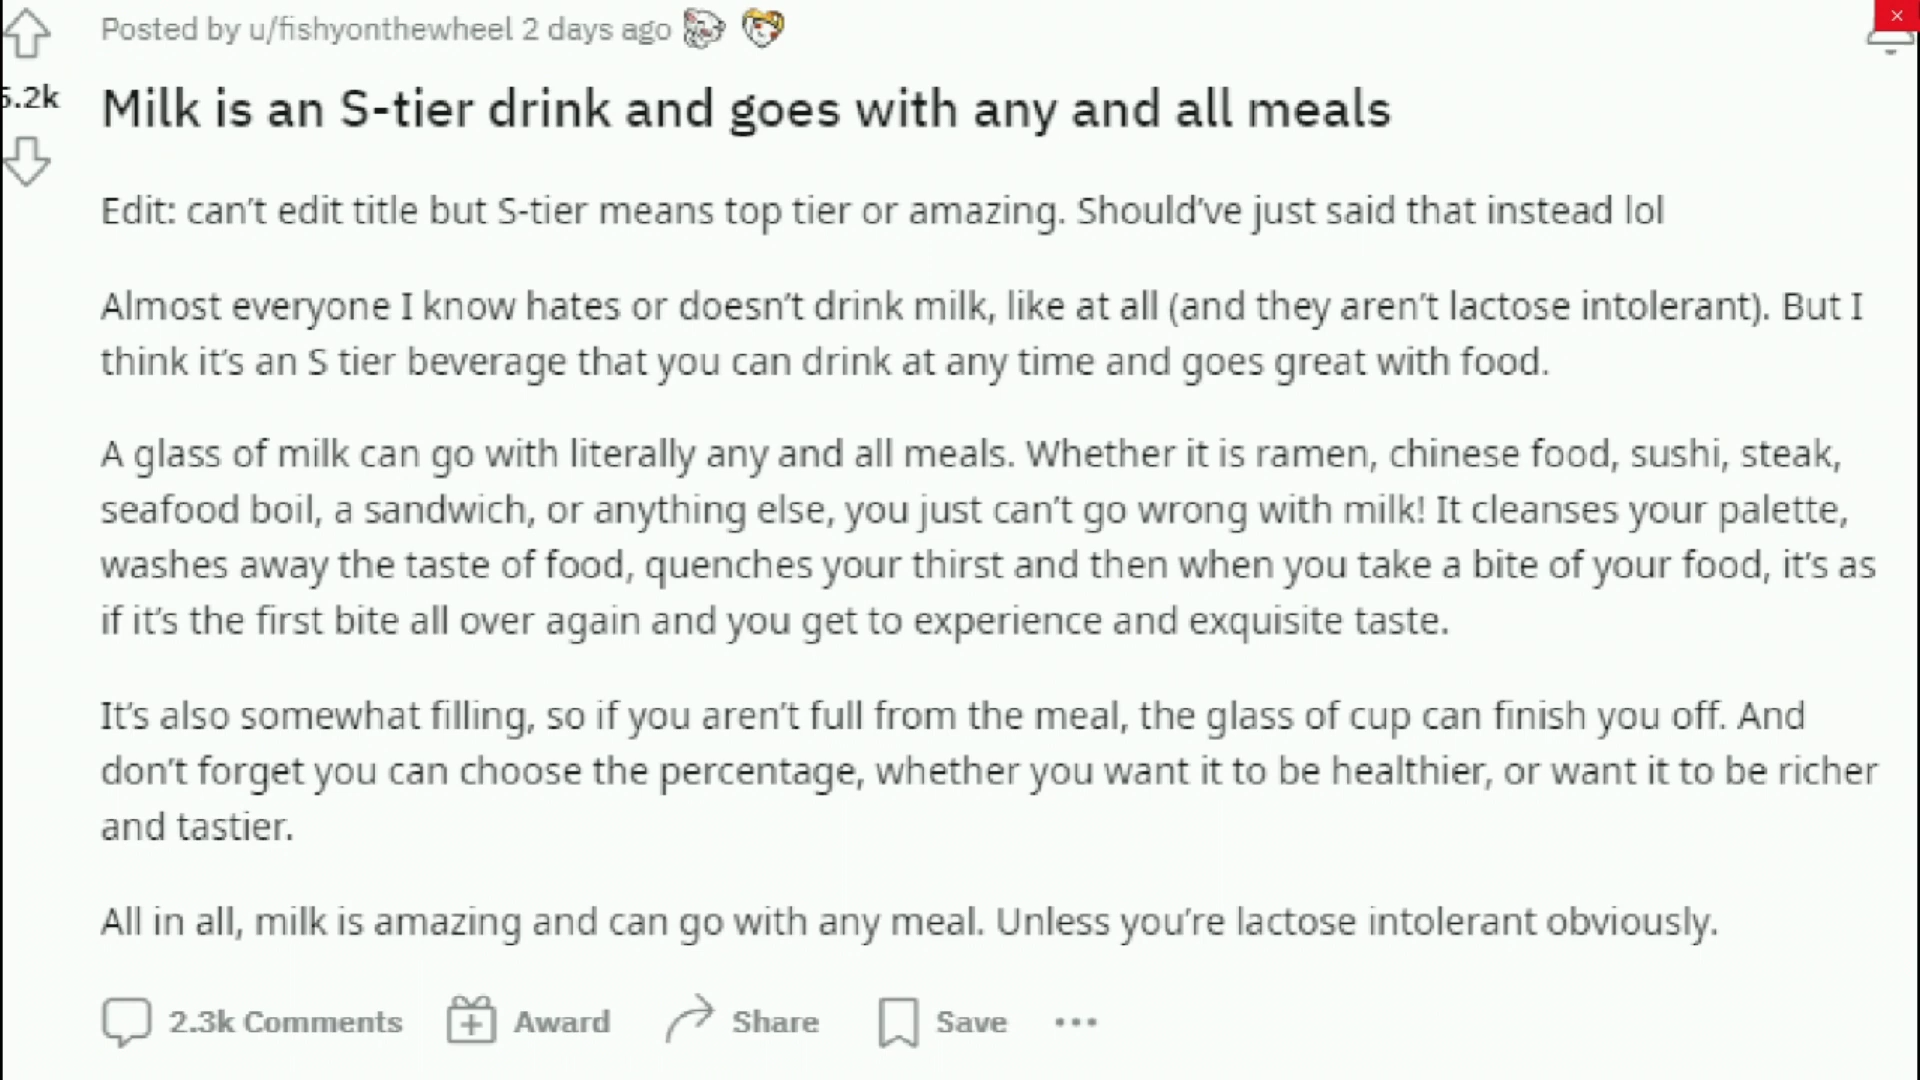 Posted by u/fishyonthewheel 2 days ago
5.2k
Milk is an S-tier drink and goes with any and all meals
Edit: can't edit title but S-tier means top tier or amazing. Should've just said that instead lol
Almost everyone I know hates or doesn't drink milk, like at all (and they aren't lactose intolerant). But I
think it's an S tier beverage that you can drink at any time and goes great with food.
A glass of milk can go with literally any and all meals. Whether it is ramen, chinese food, sushi, steak,
seafood boil, a sandwich, or anything else, you just can't go wrong with milk! It cleanses your palette,
washes away the taste of food, quenches your thirst and then when you take a bite of your food, it's as
if it's the first bite all over again and you get to experience and exquisite taste.
It's also somewhat filling, so if you aren't full from the meal, the glass of cup can finish you off. And
don't forget you can choose the percentage, whether you want it to be healthier, or want it to be richer
and tastier.
All in all, milk is amazing and can go with any meal. Unless you're lactose intolerant obviously.
2.3k Comments Award Share Save